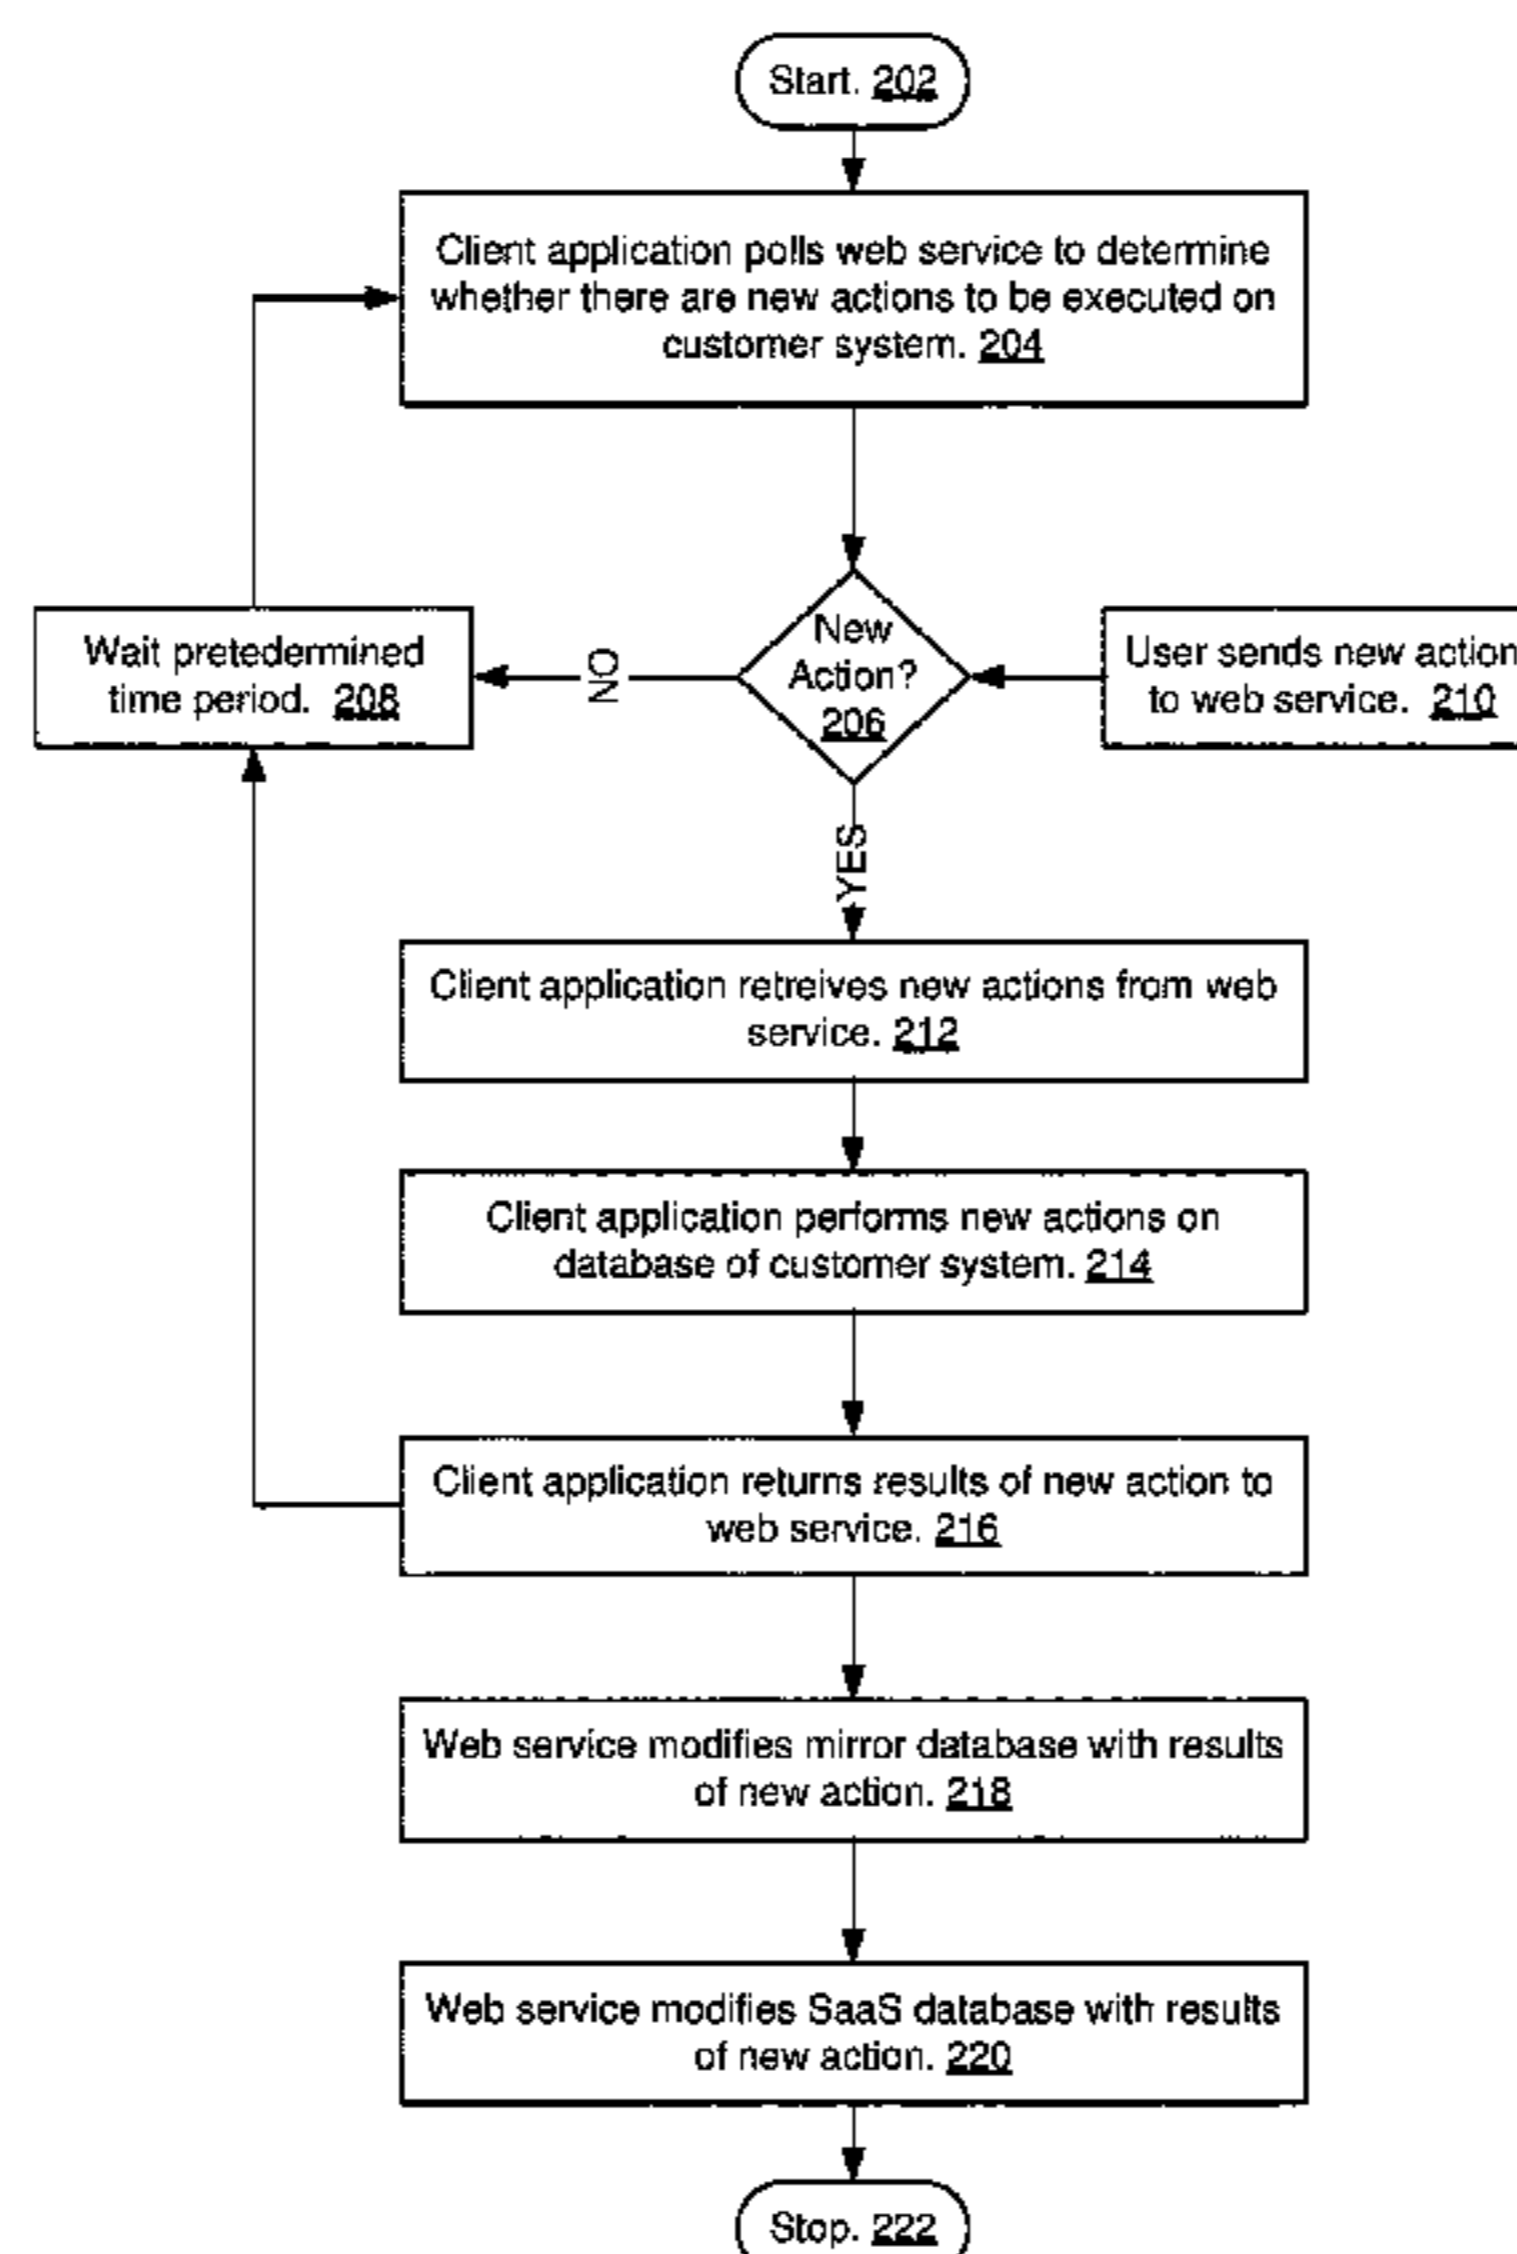 Start. 202
Client application polls web service to determine
whether there are new actions to be executed on
customer system. 204
New
Action?
206
NO
Wait pretedermined
time period. 208
User sends new action
to web service. 210
YES
Client application retreives new actions from web
service. 212
Client application performs new actions on
database of customer system. 214
Client application returns results of new action to
web service. 216
Web service modifies mirror database with results
of new action. 218
Web service modifies SaaS database with results
of new action. 220
Stop. 222